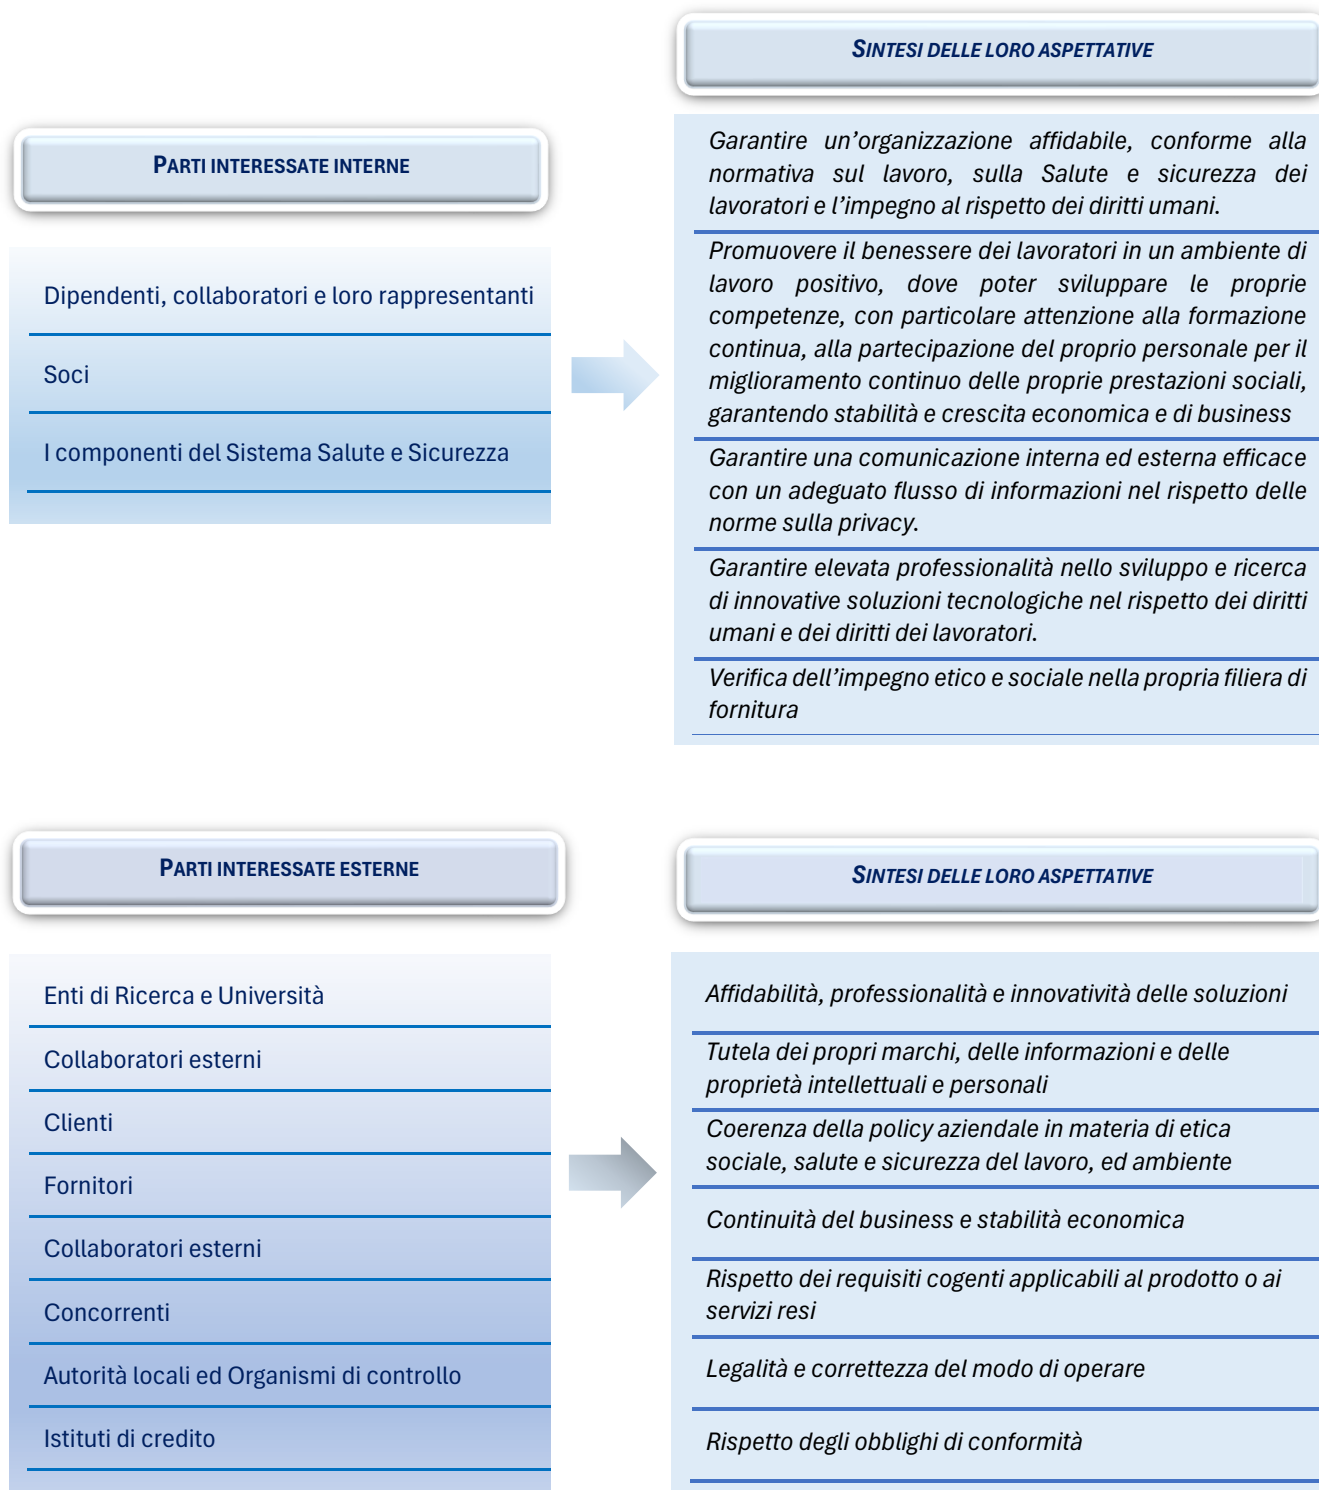 PARTI INTERESSATE INTERNE
Dipendenti, collaboratori e loro rappresentanti
Soci
I componenti del Sistema Salute e Sicurezza
SINTESI DELLE LORO ASPETTATIVE
Garantire un’organizzazione affidabile, conforme alla
normativa sul lavoro, sulla Salute e sicurezza dei
lavoratori e l’impegno al rispetto dei diritti umani.
Promuovere il benessere dei lavoratori in un ambiente di
lavoro positivo, dove poter sviluppare le proprie
competenze, con particolare attenzione alla formazione
continua, alla partecipazione del proprio personale per il
miglioramento continuo delle proprie prestazioni sociali,
garantendo stabilità e crescita economica e di business
Garantire una comunicazione interna ed esterna efficace
con un adeguato flusso di informazioni nel rispetto delle
norme sulla privacy.
Garantire elevata professionalità nello sviluppo e ricerca
di innovative soluzioni tecnologiche nel rispetto dei diritti
umani e dei diritti dei lavoratori.
Verifica dell’impegno etico e sociale nella propria filiera di
fornitura
PARTI INTERESSATE ESTERNE
Enti di Ricerca e Università
Collaboratori esterni
Clienti
Fornitori
Collaboratori esterni
Concorrenti
Autorità locali ed Organismi di controllo
Istituti di credito
SINTESI DELLE LORO ASPETTATIVE
Affidabilità, professionalità e innovatività delle soluzioni
Tutela dei propri marchi, delle informazioni e delle
proprietà intellettuali e personali
Coerenza della policy aziendale in materia di etica
sociale, salute e sicurezza del lavoro, ed ambiente
Continuità del business e stabilità economica
Rispetto dei requisiti cogenti applicabili al prodotto o ai
servizi resi
Legalità e correttezza del modo di operare
Rispetto degli obblighi di conformità